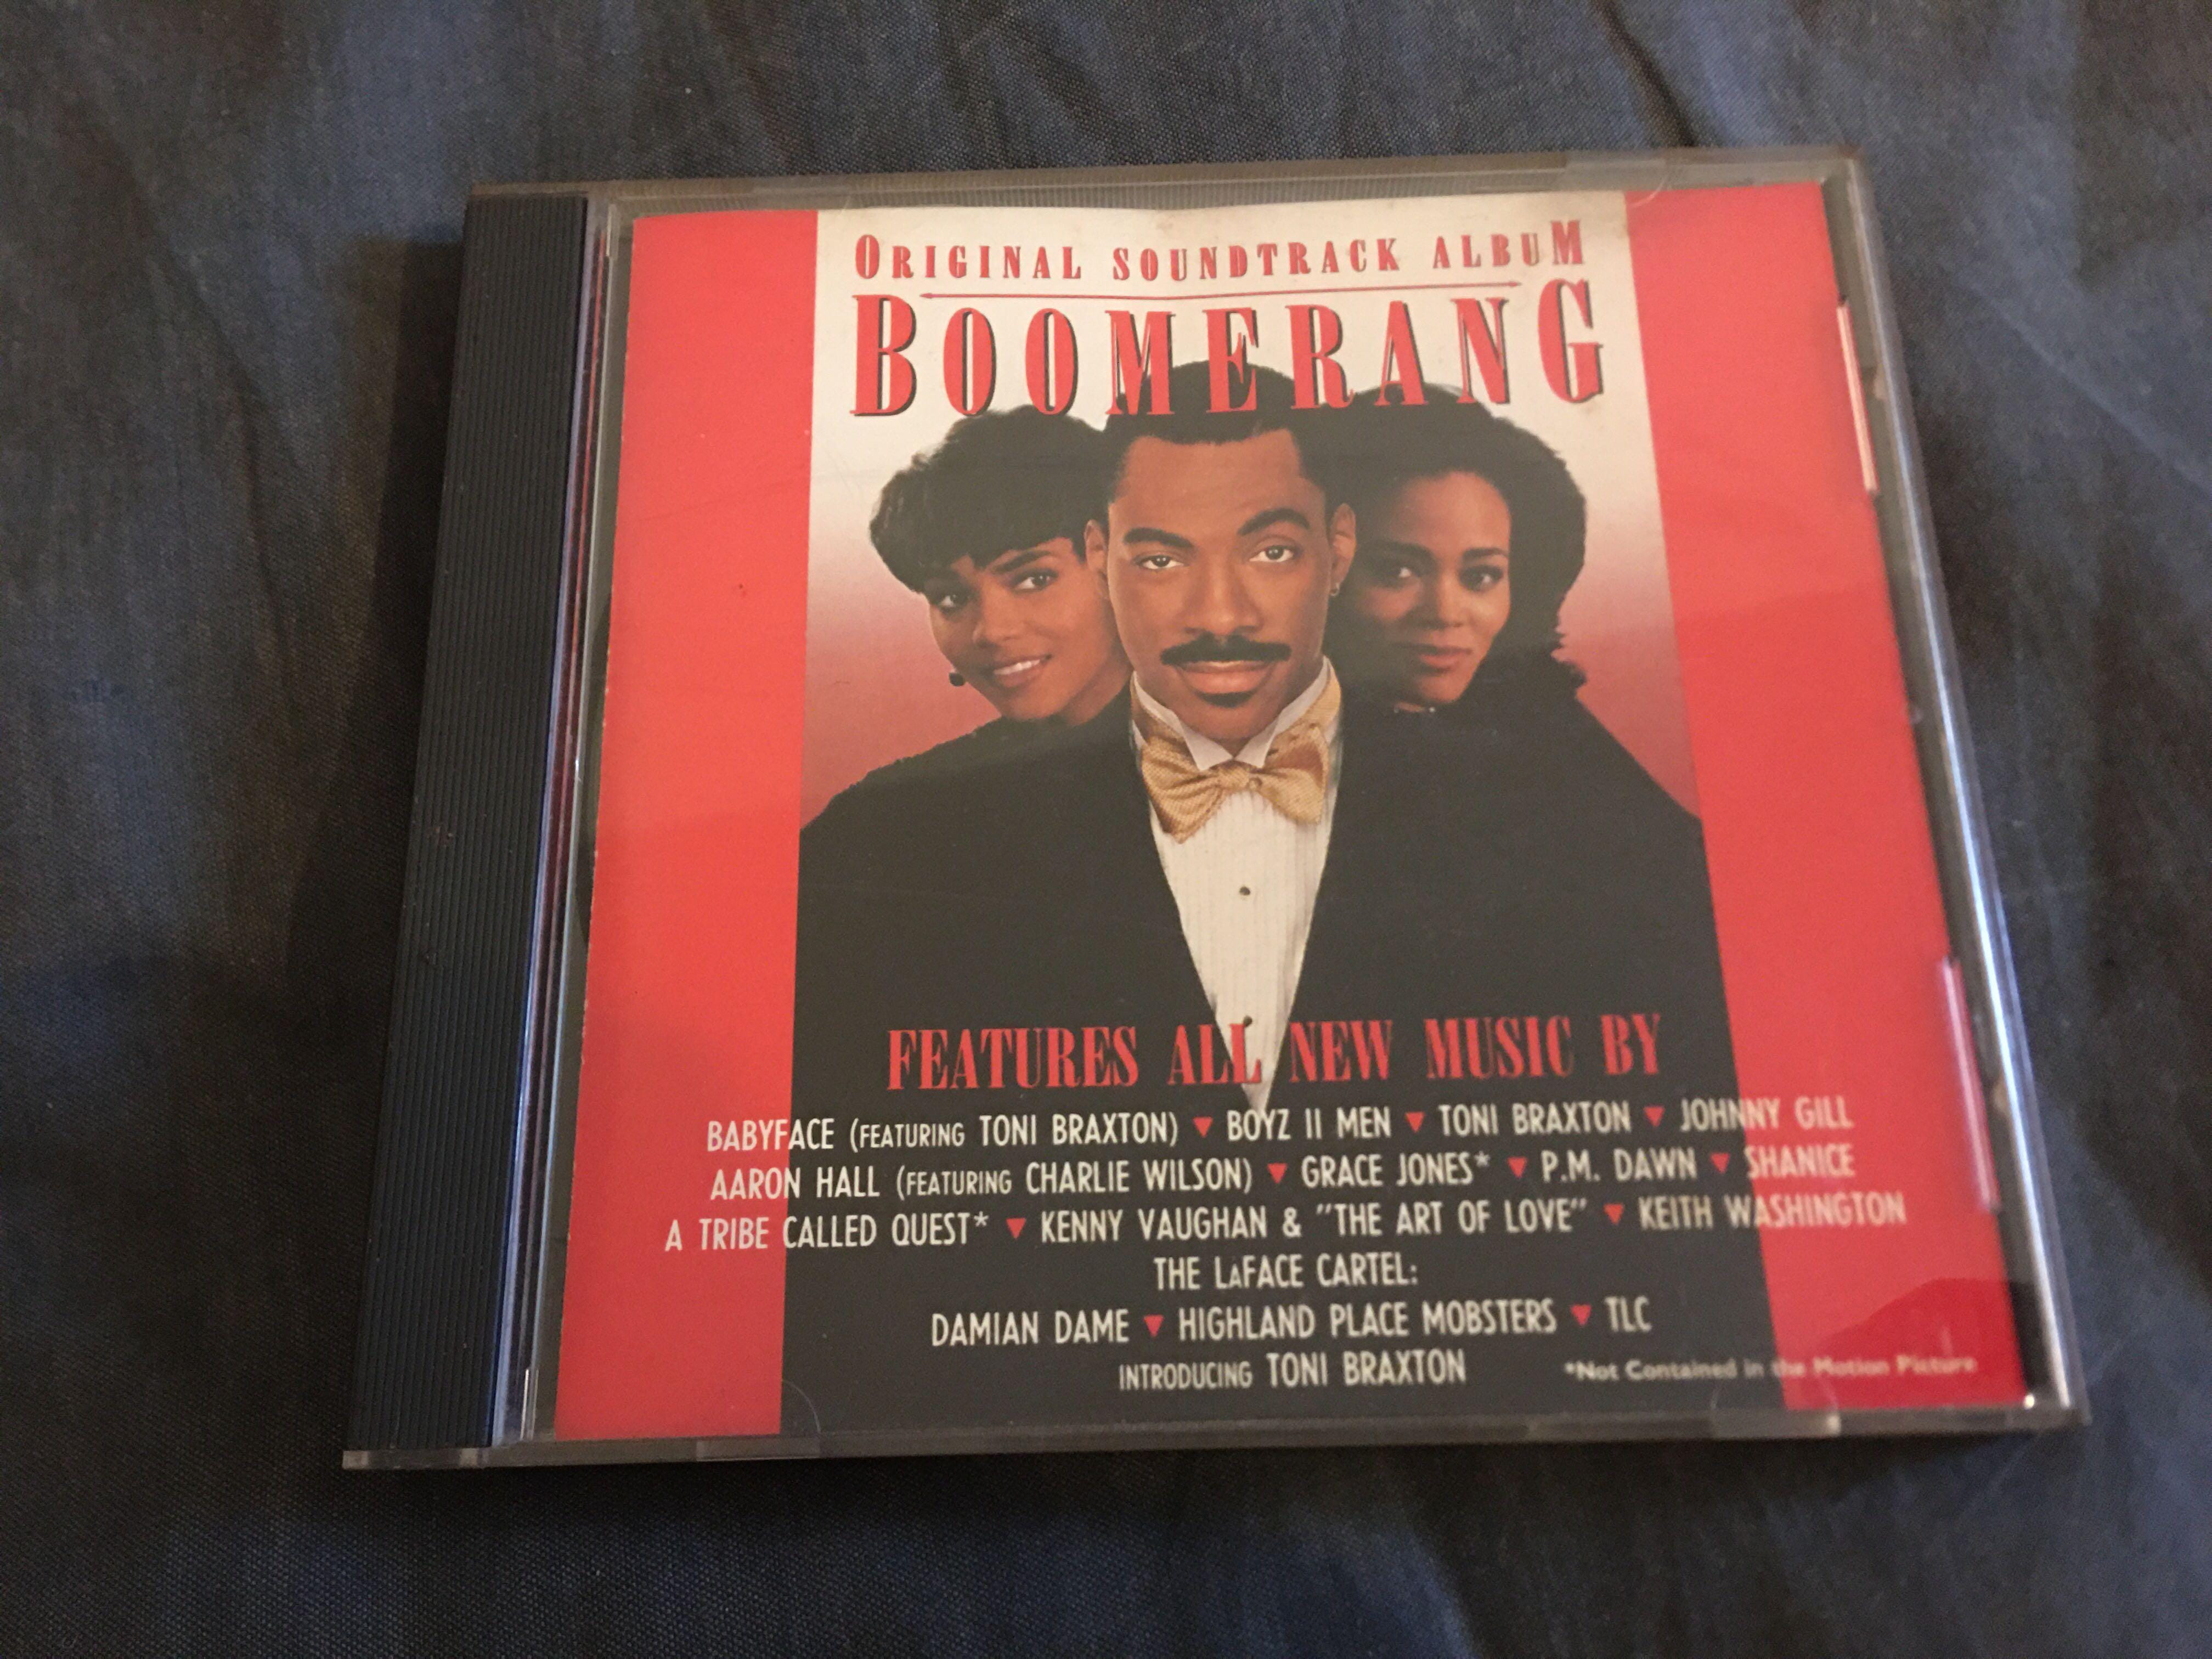 ORIGINAL SOUNDTRACK ALBUM
BOOMERANG
FEATURES ALL NEW MUSIC BY
BABYFACE (FEATURING TONI BRAXTON) ▼ BOYZ II MEN ▼ TONI BRAXTON ▼ JOHNNY GILL
AARON HALL (FEATURING CHARLIE WILSON) ▼ GRACE JONES* ▼ P.M. DAWN ▼ SHANICE
A TRIBE CALLED QUEST* ▼ KENNY VAUGHAN & "THE ART OF LOVE" ▼ KEITH WASHINGTON
THE LAFACE CARTEL:
DAMIAN DAME ▼ HIGHLAND PLACE MOBSTERS ▼ TLC
INTRODUCING TONI BRAXTON
*Not Contained in the Motion Picture